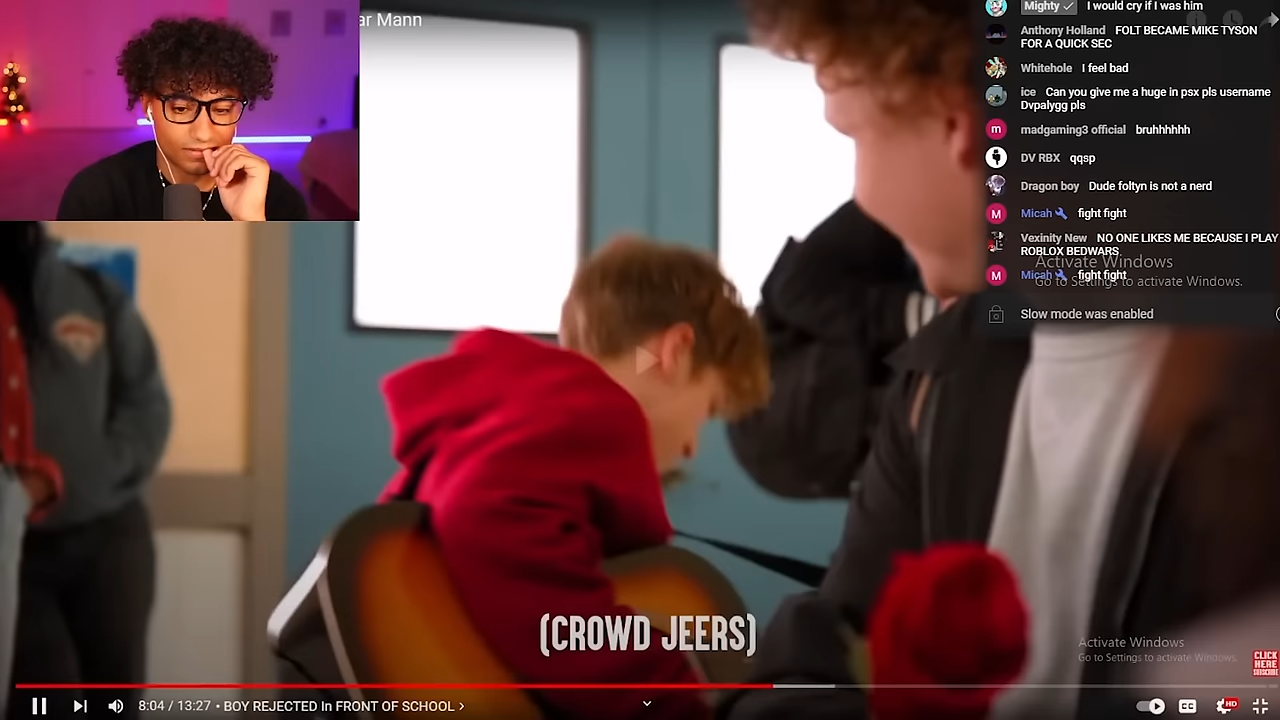 ar Mann
Mighty I would cry if I was him
Anthony Holland FOLT BECAME MIKE TYSON
FOR A QUICK SEC
Whitehole I feel bad
ice Can you give me a huge in psx pls username
Dvpalygg pls
m madgaming3 official bruhhhhhh
DV RBX qqsp
Dragon boy Dude foltyn is not a nerd
M Micah fight fight
Vexinity New NO ONE LIKES ME BECAUSE I PLAY
ROBLOX BEDWARS
Activate Windows
M Micah fight fight
Go to Settings to activate Windows.
Slow mode was enabled
(CROWD JEERS)
Activate Windows
Go to Settings to activate Windows.
CLICK
HERE
SUBSCRIBE
8:04 / 13:27 • BOY REJECTED In FRONT OF SCHOOL ›
CC
HD